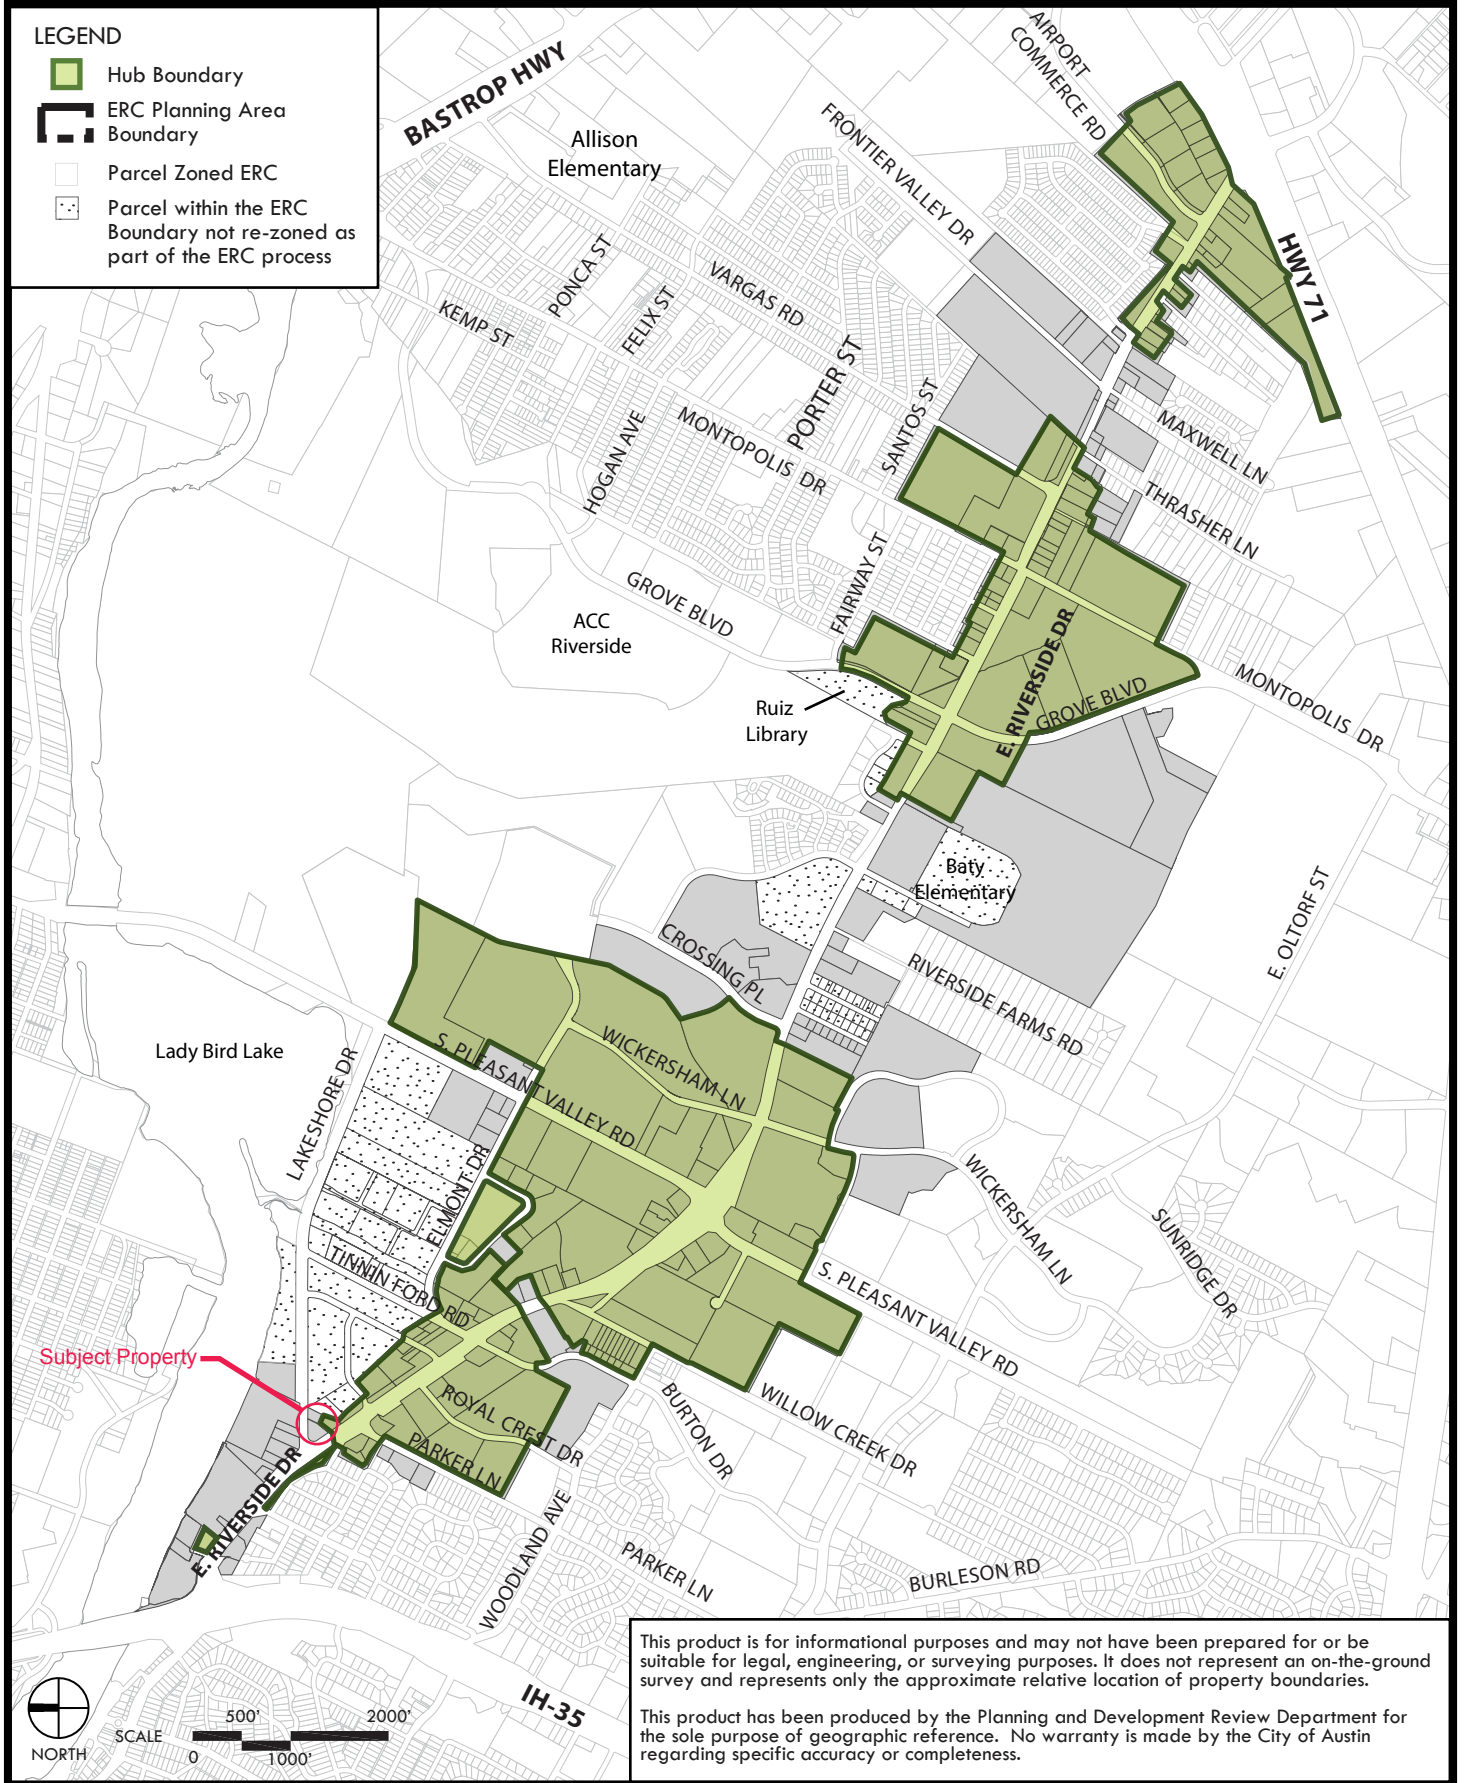 LEGEND
Hub Boundary
ERC Planning Area
Boundary
Parcel Zoned ERC
Parcel within the ERC
Boundary not re-zoned as
part of the ERC process
BASTROP HWY
Allison
Elementary
AIRPORT
COMMERCE RD
FRONTIER VALLEY DR
HWY 71
PONCA ST
VARGAS RD
KEMP ST
FELIX ST
PORTER ST
SANTOS ST
MAXWELL LN
HOGAN AVE
MONTOPOLIS DR
THRASHER LN
FAIRWAY ST
GROVE BLVD
ACC
Riverside
E. RIVERSIDE DR
GROVE BLVD
MONTOPOLIS DR
Ruiz
Library
Baty
Elementary
E. OLTORF ST
CROSSING PL
RIVERSIDE FARMS RD
Lady Bird Lake
LAKESHORE DR
S. PLEASANT VALLEY RD
WICKERSHAM LN
ELMONT DR
WICKERSHAM LN
SUNRIDGE DR
TINNIN FORD RD
S. PLEASANT VALLEY RD
Subject Property
ROYAL CREST DR
PARKER LN
BURTON DR
WILLOW CREEK DR
E. RIVERSIDE DR
WOODLAND AVE
PARKER LN
BURLESON RD
IH-35
NORTH
SCALE
500'
2000'
0
1000'
This product is for informational purposes and may not have been prepared for or be
suitable for legal, engineering, or surveying purposes. It does not represent an on-the-ground
survey and represents only the approximate relative location of property boundaries.
This product has been produced by the Planning and Development Review Department for
the sole purpose of geographic reference. No warranty is made by the City of Austin
regarding specific accuracy or completeness.